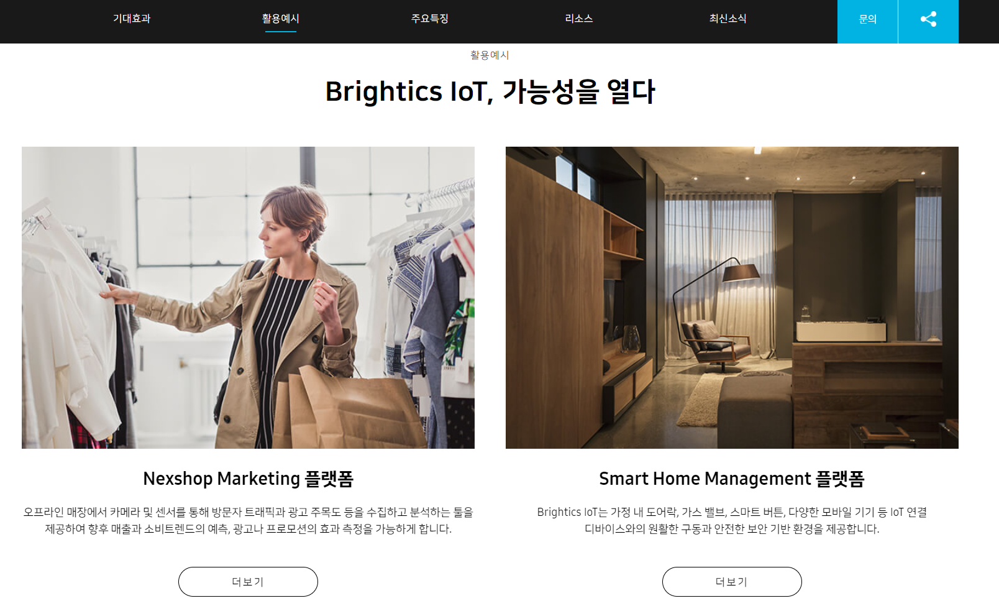 기대효과
활용예시
주요특징
리소스
최신소식
문의
활용예시
Brightics IoT, 가능성을 열다
Nexshop Marketing 플랫폼
오프라인 매장에서 카메라 및 센서를 통해 방문자 트래픽과 광고 주목도 등을 수집하고 분석하는 툴을
제공하여 향후 매출과 소비트렌드의 예측, 광고나 프로모션의 효과 측정을 가능하게 합니다.
더보기
Smart Home Management 플랫폼
Brightics IoT는 가정 내 도어락, 가스 밸브, 스마트 버튼, 다양한 모바일 기기 등 IoT 연결
디바이스와의 원활한 구동과 안전한 보안 기반 환경을 제공합니다.
더보기